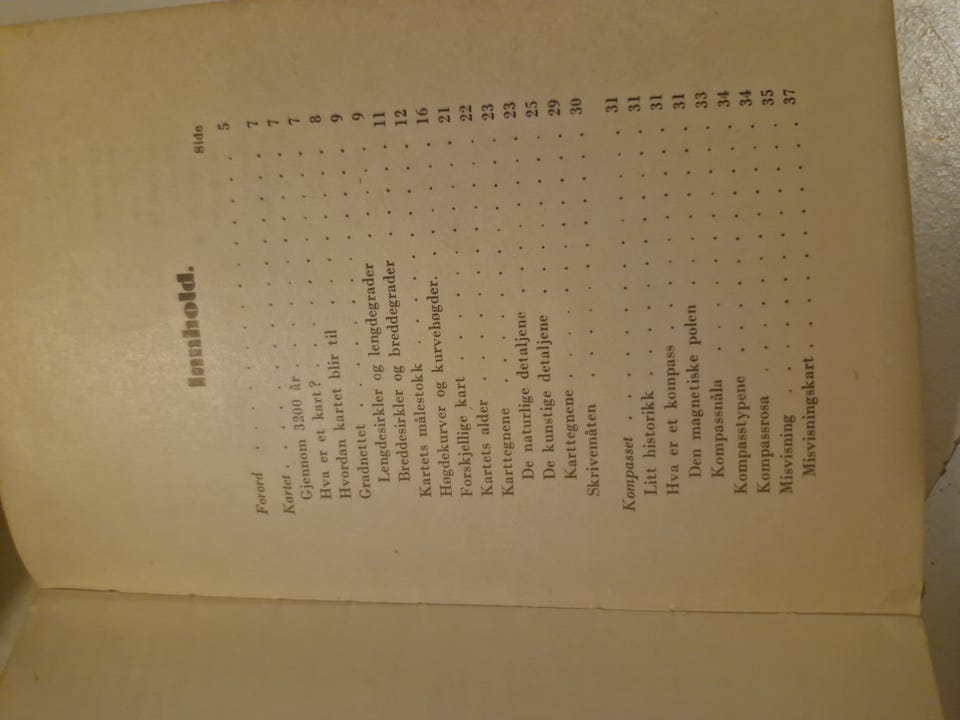 Innhold.
Side
Forord . . . . . . . . . . 5
Kartet . . . . . . . . . . 7
Gjennom 3200 år . . . . . . . . 7
Hva er et kart? . . . . . . . . 7
Hvordan kartet blir til . . . . . . . 8
Gradnettet . . . . . . . . . 9
Lengdesirkler og lengdegrader . . . . . 9
Breddesirkler og breddegrader . . . . . 11
Kartets målestokk . . . . . . . . 12
Høgdekurver og kurvehøgder. . . . . . 16
Forskjellige kart . . . . . . . . 21
Kartets alder . . . . . . . . . 22
Karttegnene . . . . . . . . . 23
De naturlige detaljene . . . . . . . 23
De kunstige detaljene . . . . . . . 25
Karttegnene . . . . . . . . . 29
Skrivemåten . . . . . . . . . 30
Kompasset . . . . . . . . . 31
Litt historikk . . . . . . . . . 31
Hva er et kompass . . . . . . . . 31
Den magnetiske polen . . . . . . . 31
Kompassnåla . . . . . . . . . 33
Kompasstypene . . . . . . . . . 34
Kompassrosa . . . . . . . . . 34
Misvisning . . . . . . . . . . 35
Misvisningskart . . . . . . . . . 37